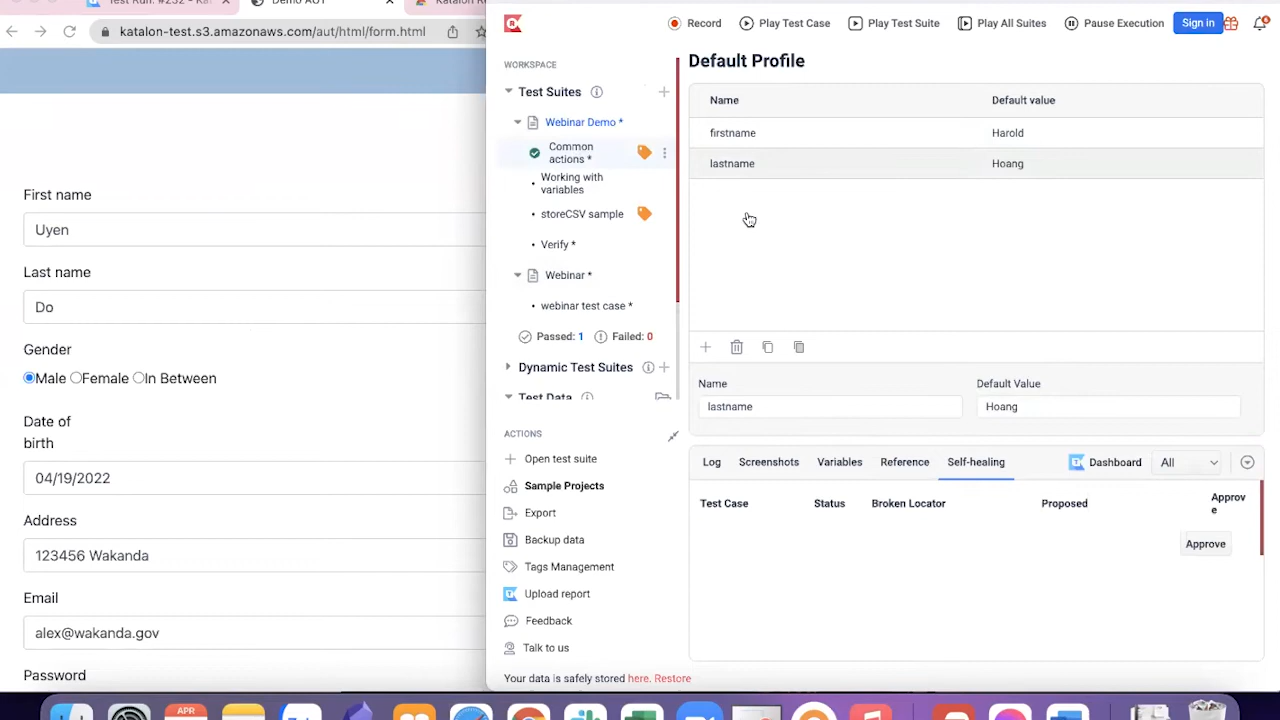 Test Run: #232 - Ka
Demo AUT
Katalon R
katalon-test.s3.amazonaws.com/aut/html/form.html
First name
Uyen
Last name
Do
Gender
Male Female In Between
Date of
birth
04/19/2022
Address
123456 Wakanda
Email
alex@wakanda.gov
Password
APR
Record
Play Test Case
Play Test Suite
Play All Suites
Pause Execution
Sign in
WORKSPACE
Test Suites
Webinar Demo *
Common
actions *
Working with
variables
storeCSV sample
Verify *
Webinar *
webinar test case *
Passed: 1 Failed: 0
Dynamic Test Suites
Test Data
ACTIONS
Open test suite
Sample Projects
Export
Backup data
Tags Management
Upload report
Feedback
Talk to us
Your data is safely stored here. Restore
Default Profile
Name Default value
firstname Harold
lastname Hoang
Name Default Value
lastname Hoang
Log Screenshots Variables Reference Self-healing Dashboard All
Test Case Status Broken Locator Proposed Approv
e
Approve